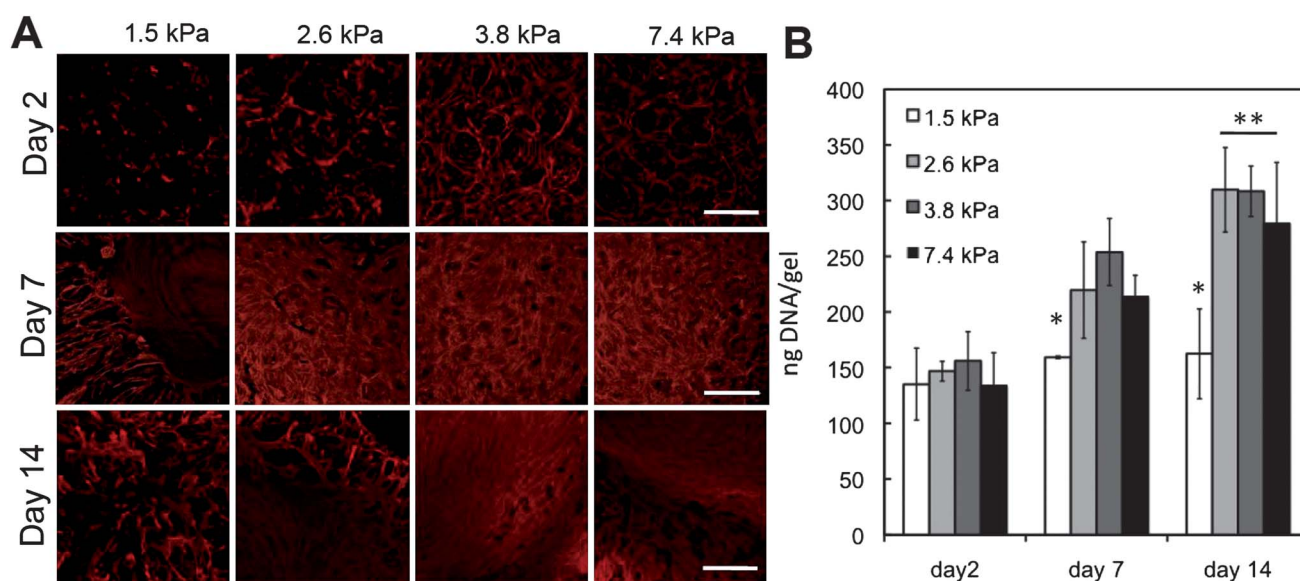 A
1.5 kPa 2.6 kPa 3.8 kPa 7.4 kPa
Day 2
Day 7
Day 14
B
ng DNA/gel
400
350
300
250
200
150
100
50
0
1.5 kPa
2.6 kPa
3.8 kPa
7.4 kPa
*
*
**
day2 day 7 day 14